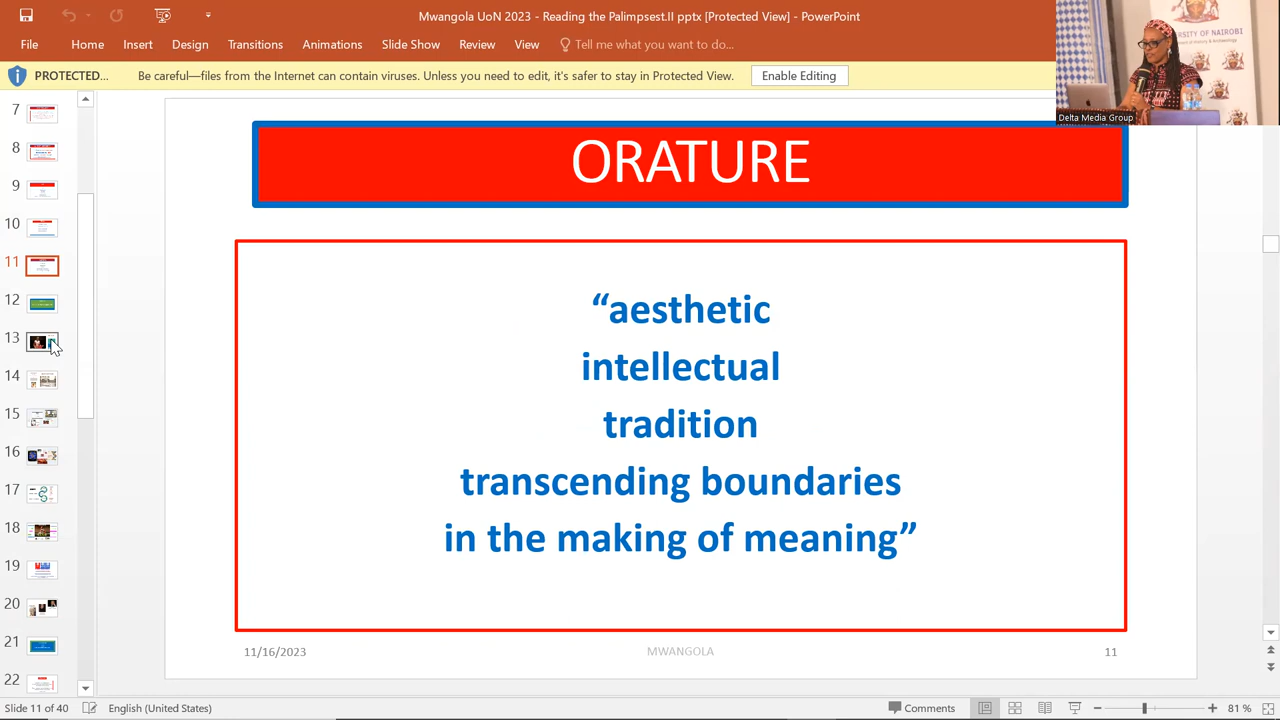 Mwangola UoN 2023 - Reading the Palimpsest.II pptx [Protected View] - PowerPoint
File Home Insert Design Transitions Animations Slide Show Review View Tell me what you want to do...
PROTECTED... Be careful—files from the Internet can contain viruses. Unless you need to edit, it's safer to stay in Protected View. Enable Editing
UNIVERSITY OF NAIROBI
Delta Media Group
7
8
9
10
11
12
3
14
15
16
17
18
19
20
21
22
ORATURE
“aesthetic
intellectual
tradition
transcending boundaries
in the making of meaning”
11/16/2023 MWANGOLA 11
Slide 11 of 40 English (United States) Comments 81 %